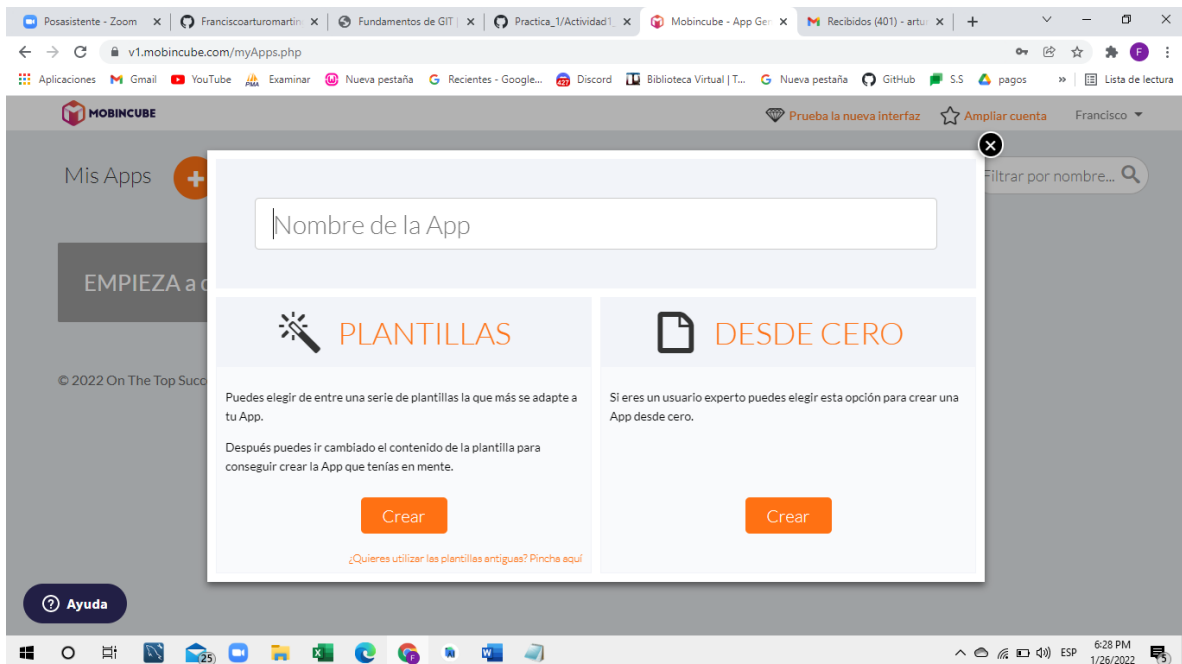 Posasistente - Zoom
Franciscoarturomartin
Fundamentos de GIT |
Practica_1/Actividad1_
Mobincube - App Gen
Recibidos (401) - artu
v1.mobincube.com/myApps.php
F
Aplicaciones
Gmail
YouTube
Examinar
Nueva pestaña
Recientes - Google...
Discord
Biblioteca Virtual | T...
Nueva pestaña
GitHub
S.S
pagos
»
Lista de lectura
MOBINCUBE
Prueba la nueva interfaz
Ampliar cuenta
Francisco
Mis Apps
Filtrar por nombre...
Nombre de la App
EMPIEZA a c
PLANTILLAS
DESDE CERO
© 2022 On The Top Succ
Puedes elegir de entre una serie de plantillas la que más se adapte a
tu App.
Después puedes ir cambiado el contenido de la plantilla para
conseguir crear la App que tenías en mente.
Crear
¿Quieres utilizar las plantillas antiguas? Pincha aquí
Si eres un usuario experto puedes elegir esta opción para crear una
App desde cero.
Crear
Ayuda
25
ESP
6:28 PM
1/26/2022
5